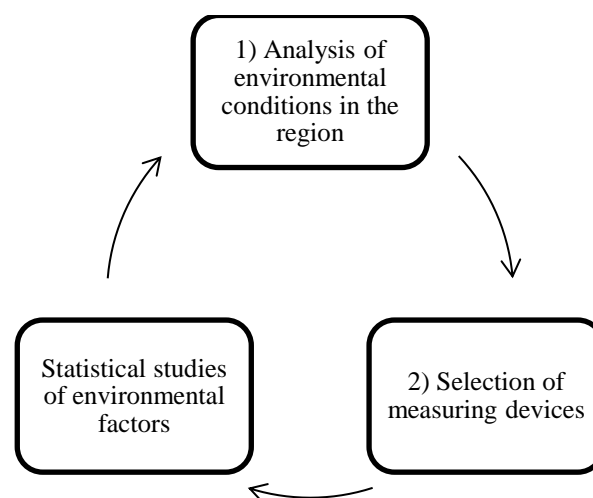 1) Analysis of
environmental
conditions in the
region
2) Selection of
measuring devices
Statistical studies
of environmental
factors